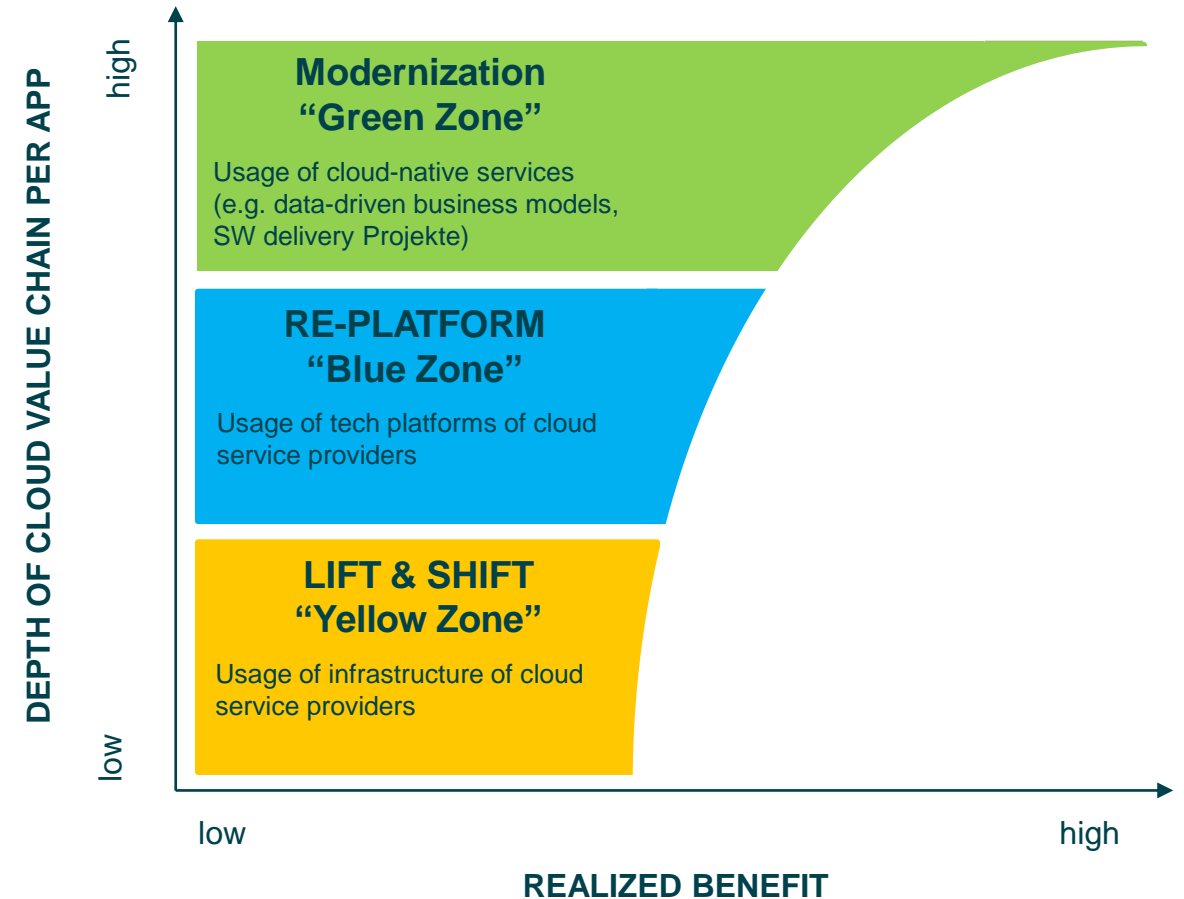 DEPTH OF CLOUD VALUE CHAIN PER APP
high
low
Modernization
“Green Zone”
Usage of cloud-native services
(e.g. data-driven business models,
SW delivery Projekte)
RE-PLATFORM
“Blue Zone”
Usage of tech platforms of cloud
service providers
LIFT & SHIFT
“Yellow Zone”
Usage of infrastructure of cloud
service providers
low
high
REALIZED BENEFIT